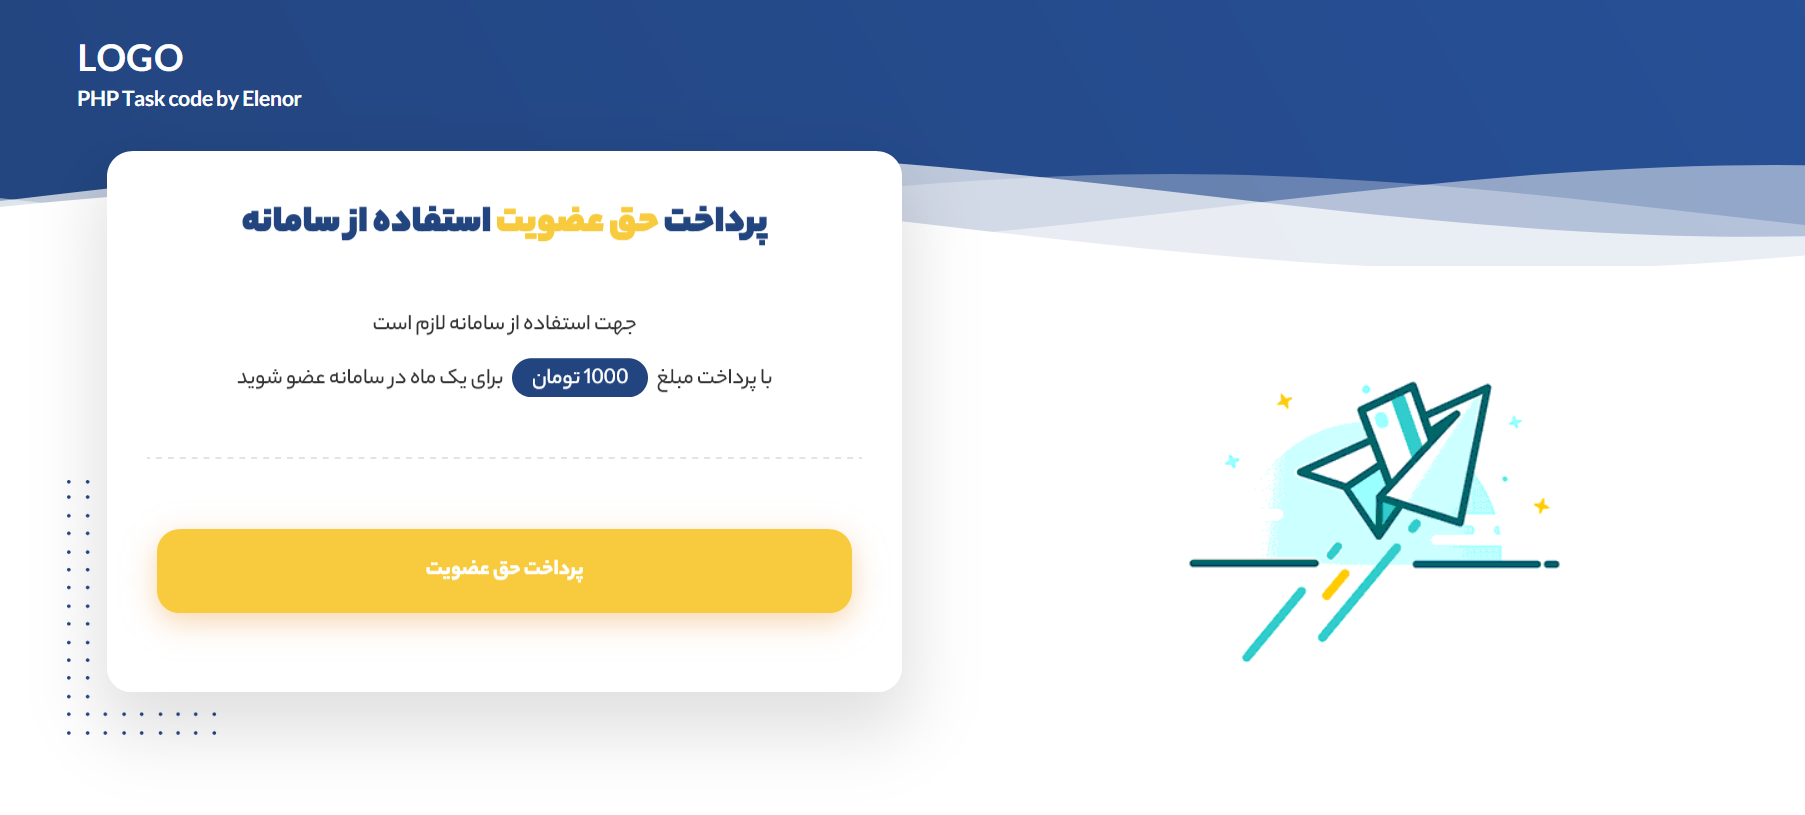 LOGO
PHP Task code by Elenor
پرداخت حق عضویت استفاده از سامانه
جهت استفاده از سامانه لازم است
با پرداخت مبلغ 1000 تومان برای یک ماه در سامانه عضو شوید
پرداخت حق عضویت